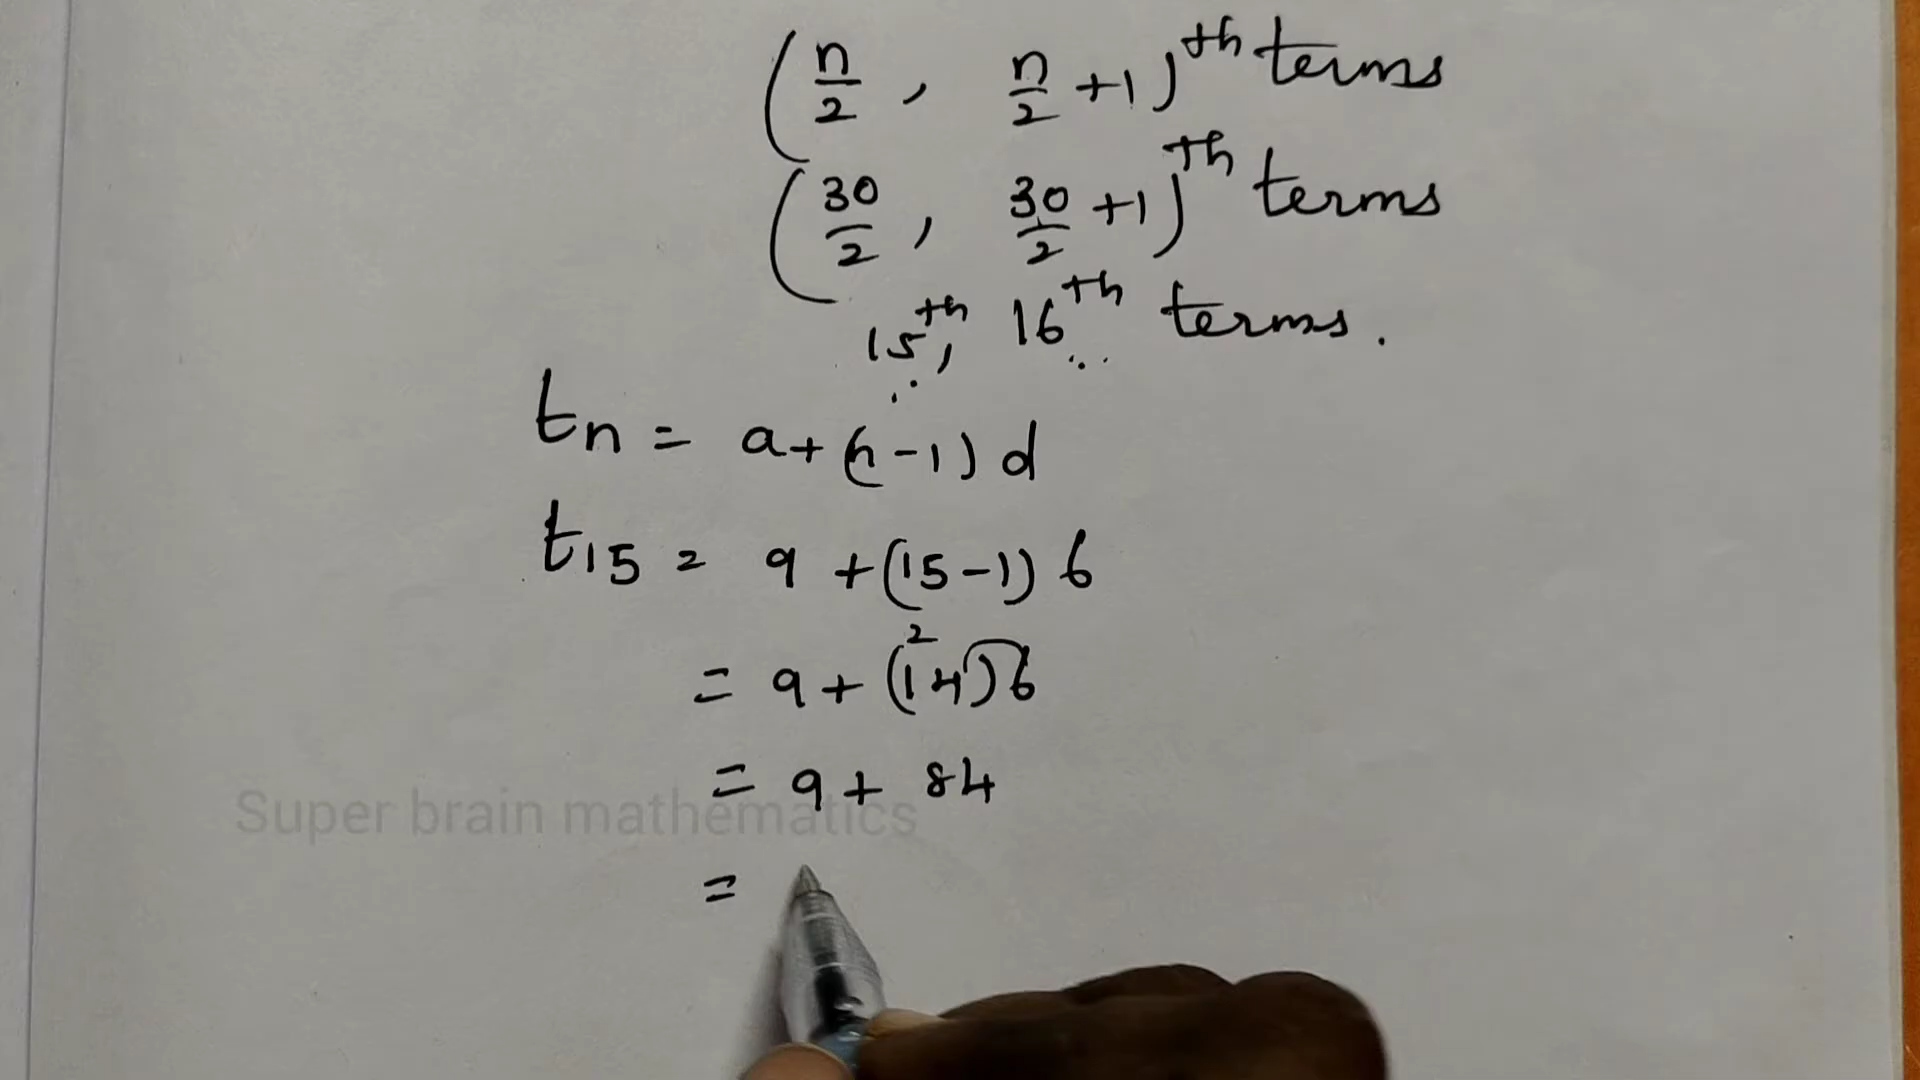 (n/2 , n/2 +1)th terms
(30/2 , 30/2 +1)th terms
15th, 16th terms.
tn = a+(n-1)d
t15 = 9 +(15-1) 6
2
= 9+(14)6
= 9+ 84
Super brain mathematics
=